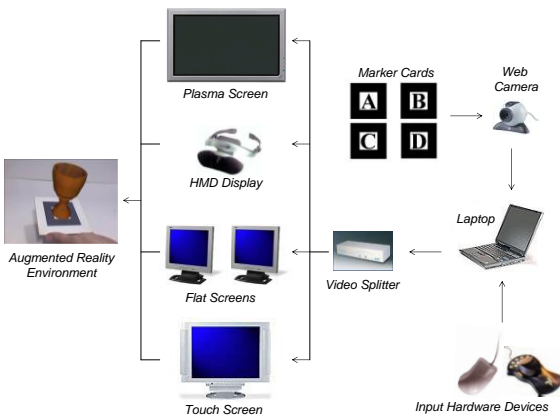 Plasma Screen
Marker Cards
Web
Camera
A B
C D
HMD Display
Laptop
Augmented Reality
Environment
Flat Screens
Video Splitter
Touch Screen
Input Hardware Devices